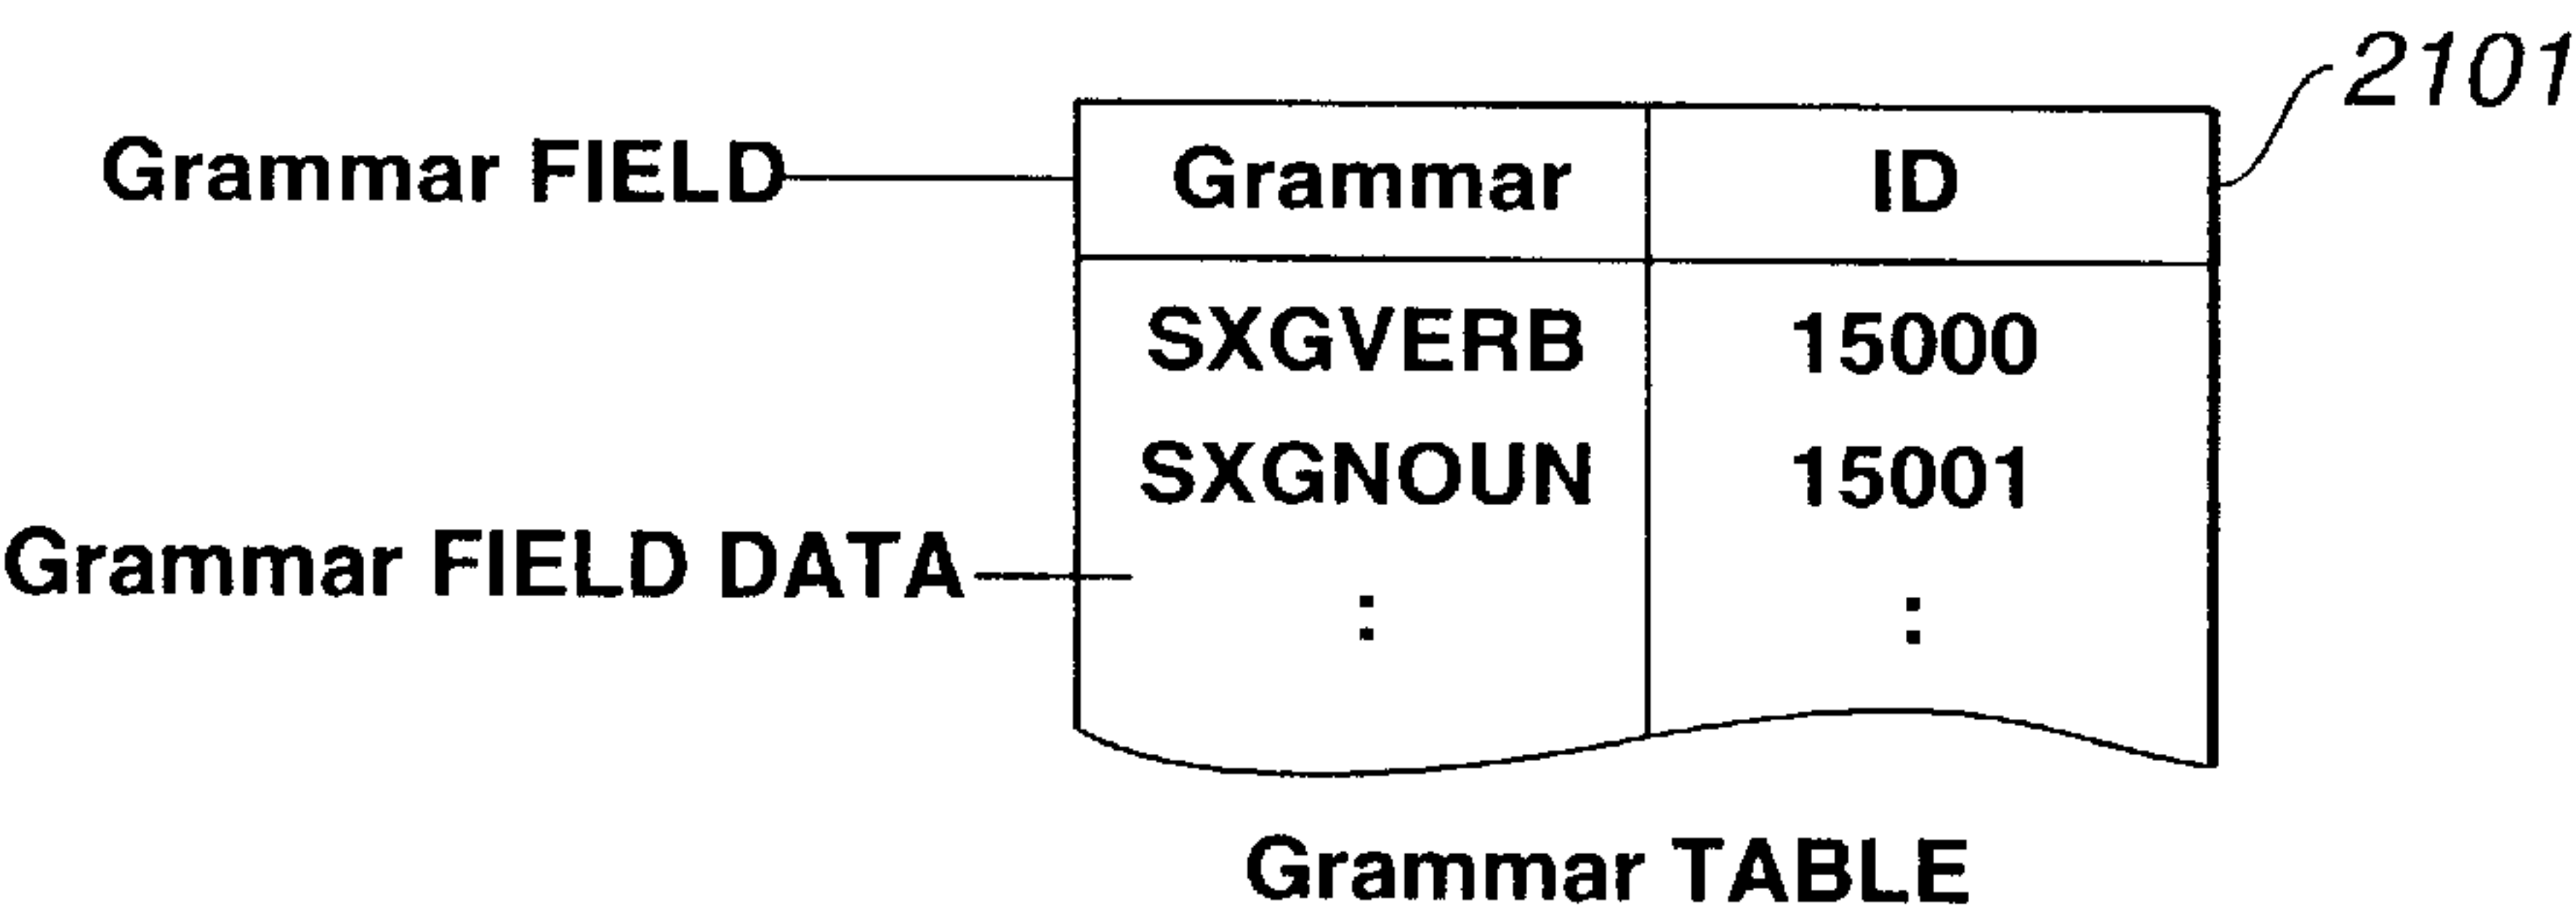 2101
Grammar FIELD Grammar ID
SXGVERB 15000
SXGNOUN 15001
Grammar FIELD DATA : :
Grammar TABLE